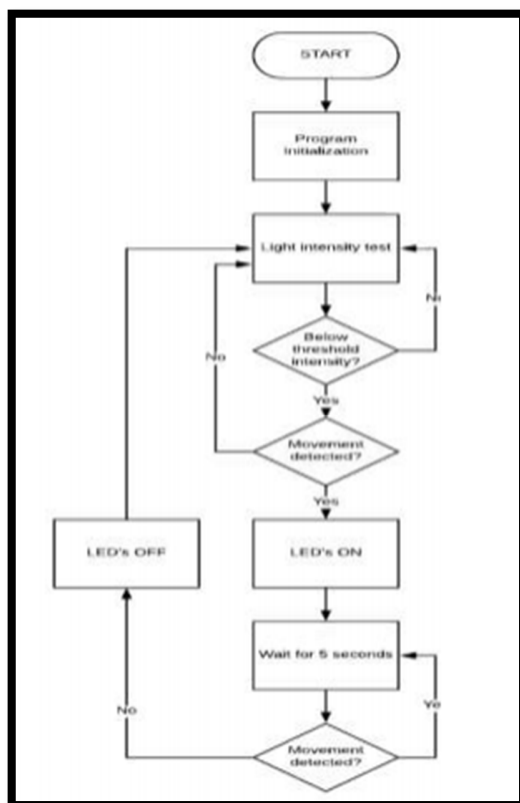 START
Program
Initialization
Light intensity test
Below
threshold
intensity?
No
Yes
Movement
detected?
Yes
LED's OFF
LED's ON
Wait for 5 seconds
No
Movement
detected?